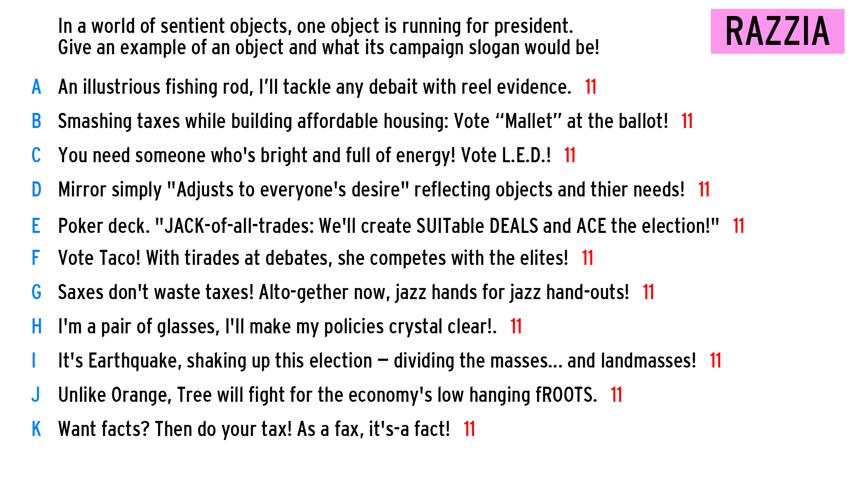 In a world of sentient objects, one object is running for president.
Give an example of an object and what its campaign slogan would be!
RAZZIA
A An illustrious fishing rod, I'll tackle any debait with reel evidence. 11
B Smashing taxes while building affordable housing: Vote “Mallet” at the ballot! 11
C You need someone who's bright and full of energy! Vote L.E.D.! 11
D Mirror simply "Adjusts to everyone's desire" reflecting objects and thier needs! 11
E Poker deck. "JACK-of-all-trades: We'll create SUITable DEALS and ACE the election!" 11
F Vote Taco! With tirades at debates, she competes with the elites! 11
G Saxes don't waste taxes! Alto-gether now, jazz hands for jazz hand-outs! 11
H I'm a pair of glasses, I'll make my policies crystal clear!. 11
I It's Earthquake, shaking up this election – dividing the masses... and landmasses! 11
J Unlike Orange, Tree will fight for the economy's low hanging fROOTS. 11
K Want facts? Then do your tax! As a fax, it's-a fact! 11